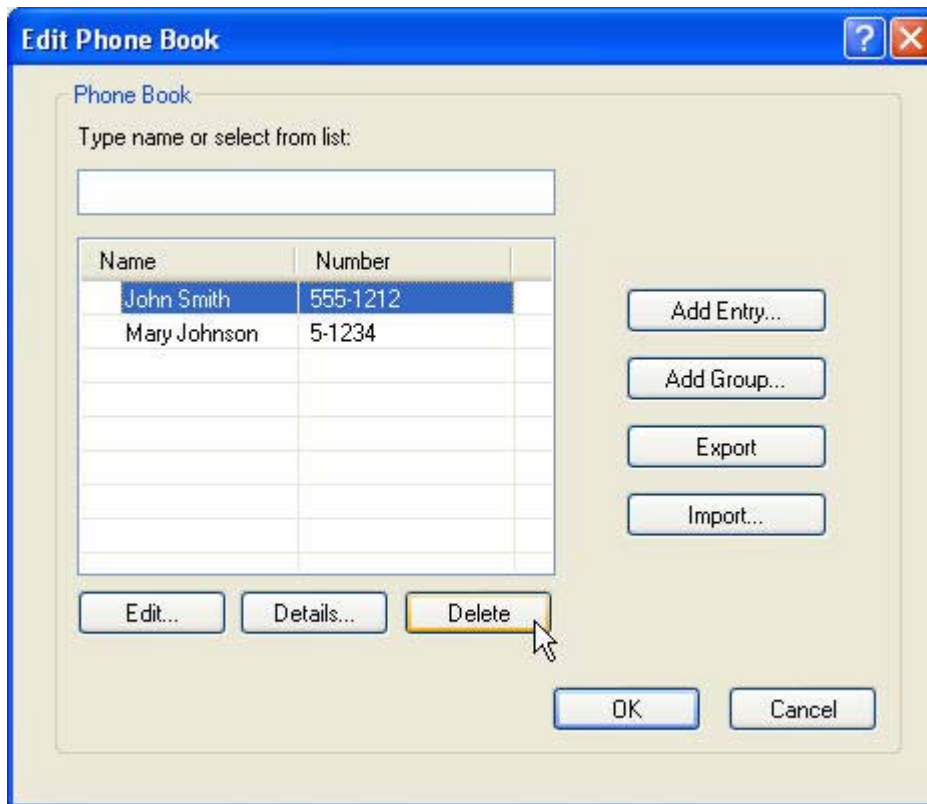 Edit Phone Book
Phone Book
Type name or select from list:
Name Number
John Smith 555-1212
Mary Johnson 5-1234
Add Entry...
Add Group...
Export
Import...
Edit... Details... Delete
OK Cancel